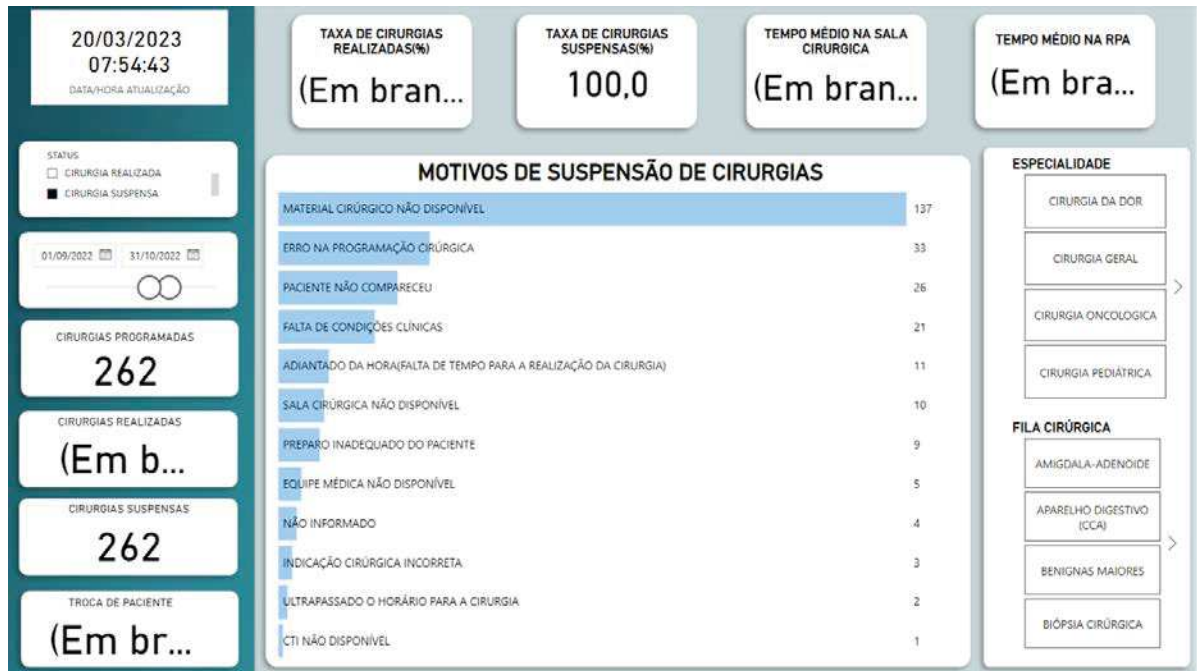 20/03/2023
07:54:43
DATA/HORA ATUALIZAÇÃO
TAXA DE CIRURGIAS
REALIZADAS(%)
(Em bran...
TAXA DE CIRURGIAS
SUSPENSAS(%)
100,0
TEMPO MÉDIO NA SALA
CIRURGICA
(Em bran...
TEMPO MÉDIO NA RPA
(Em bra...
STATUS
CIRURGIA REALIZADA
CIRURGIA SUSPENSA
01/09/2022 31/10/2022
CIRURGIAS PROGRAMADAS
262
CIRURGIAS REALIZADAS
(Em b...
CIRURGIAS SUSPENSAS
262
TROCA DE PACIENTE
(Em br...
MOTIVOS DE SUSPENSÃO DE CIRURGIAS
MATERIAL CIRÚRGICO NÃO DISPONÍVEL 137
ERRO NA PROGRAMAÇÃO CIRÚRGICA 33
PACIENTE NÃO COMPARECEU 26
FALTA DE CONDIÇÕES CLÍNICAS 21
ADIANTADO DA HORA(FALTA DE TEMPO PARA A REALIZAÇÃO DA CIRURGIA) 11
SALA CIRÚRGICA NÃO DISPONÍVEL 10
PREPARO INADEQUADO DO PACIENTE 9
EQUIPE MÉDICA NÃO DISPONÍVEL 5
NÃO INFORMADO 4
INDICAÇÃO CIRÚRGICA INCORRETA 3
ULTRAPASSADO O HORÁRIO PARA A CIRURGIA 2
CTI NÃO DISPONÍVEL 1
ESPECIALIDADE
CIRURGIA DA DOR
CIRURGIA GERAL
CIRURGIA ONCOLOGICA
CIRURGIA PEDIÁTRICA
FILA CIRÚRGICA
AMIGDALA-ADENOIDE
APARELHO DIGESTIVO
(CCA)
BENIGNAS MAIORES
BIÓPSIA CIRÚRGICA